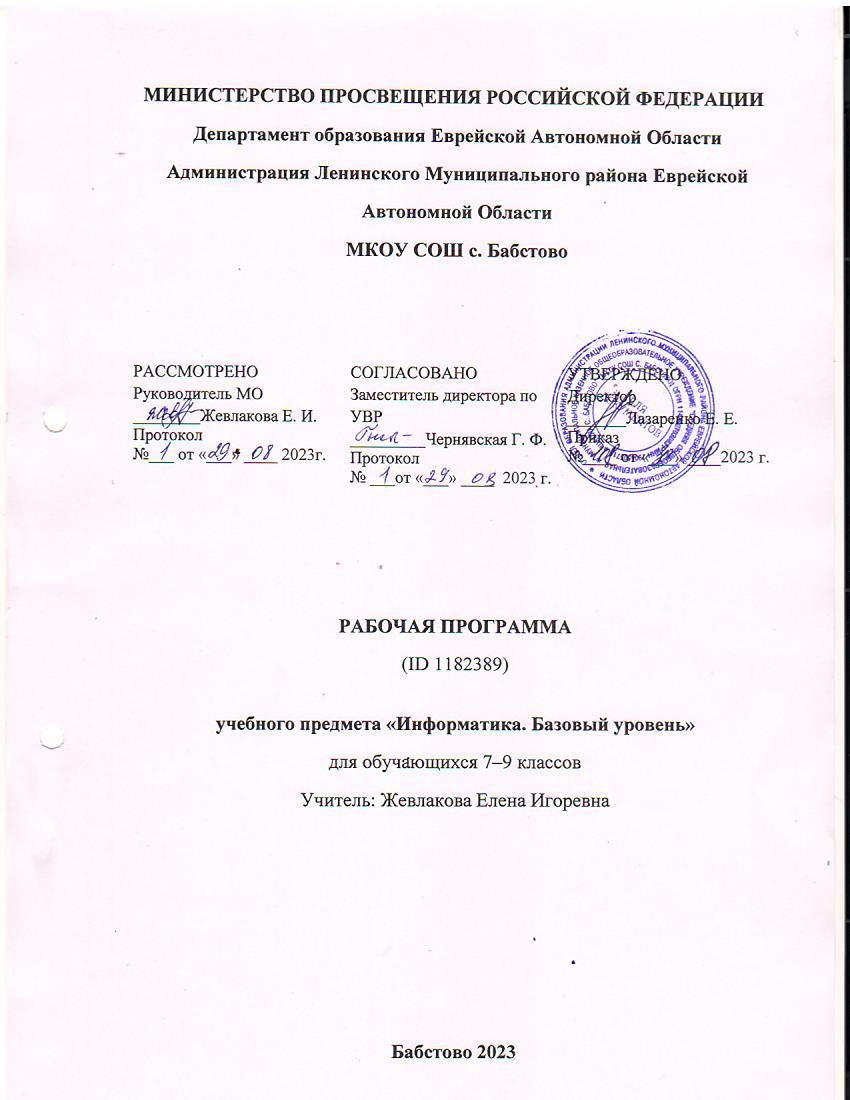 МИНИСТЕРСТВО ПРОСВЕЩЕНИЯ РОССИЙСКОЙ ФЕДЕРАЦИИ
Департамент образования Еврейской Автономной Области
Администрация Ленинского Муниципального района Еврейской
Автономной Области
МКОУ СОШ с. Бабстово
РАССМОТРЕНО
Руководитель МО
Жевлакова Е. И.
Протокол
№ 1 от «29» 08 2023г.
СОГЛАСОВАНО
Заместитель директора по
УВР
Чернявская Г. Ф.
Протокол
№ 1 от «29» 08 2023 г.
УТВЕРЖДЕНО
Директор
Лазаренко Е. Е.
Приказ
от « » 08 2023 г.
РАБОЧАЯ ПРОГРАММА
(ID 1182389)
учебного предмета «Информатика. Базовый уровень»
для обучающихся 7–9 классов
Учитель: Жевлакова Елена Игоревна
Бабстово 2023